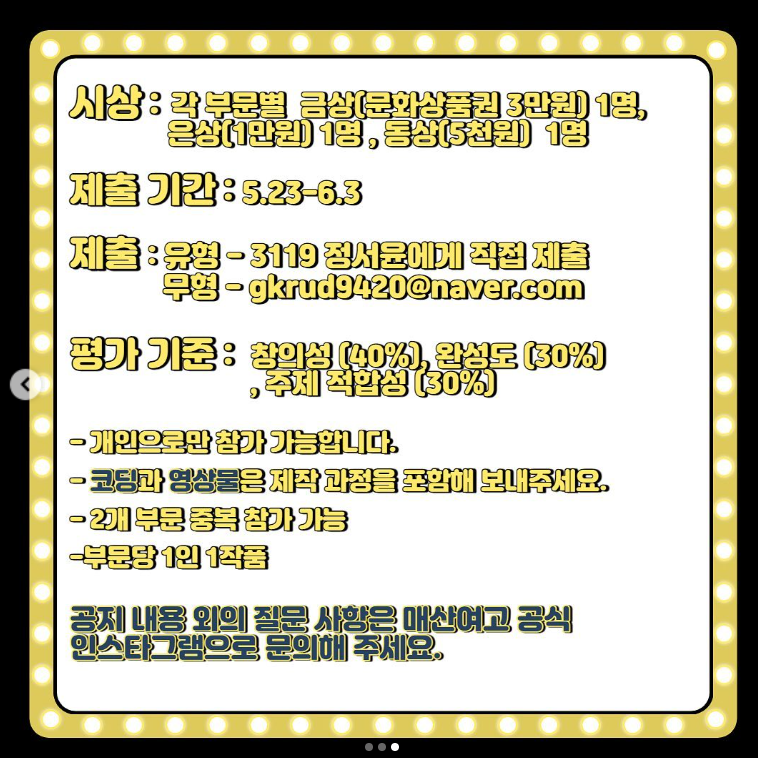 시상 : 각 부문별 금상(문화상품권 3만원) 1명,
은상(1만원) 1명 , 동상(5천원) 1명
제출 기간 : 5.23-6.3
제출 : 유형 - 3119 정서윤에게 직접 제출
무형 - gkrud9420@naver.com
평가 기준 : 창의성 (40%), 완성도 (30%)
, 주제 적합성 (30%)
- 개인으로만 참가 가능합니다.
- 코딩과 영상물은 제작 과정을 포함해 보내주세요.
- 2개 부문 중복 참가 가능
-부문당 1인 1작품
공지 내용 외의 질문 사항은 매산여고 공식
인스타그램으로 문의해 주세요.